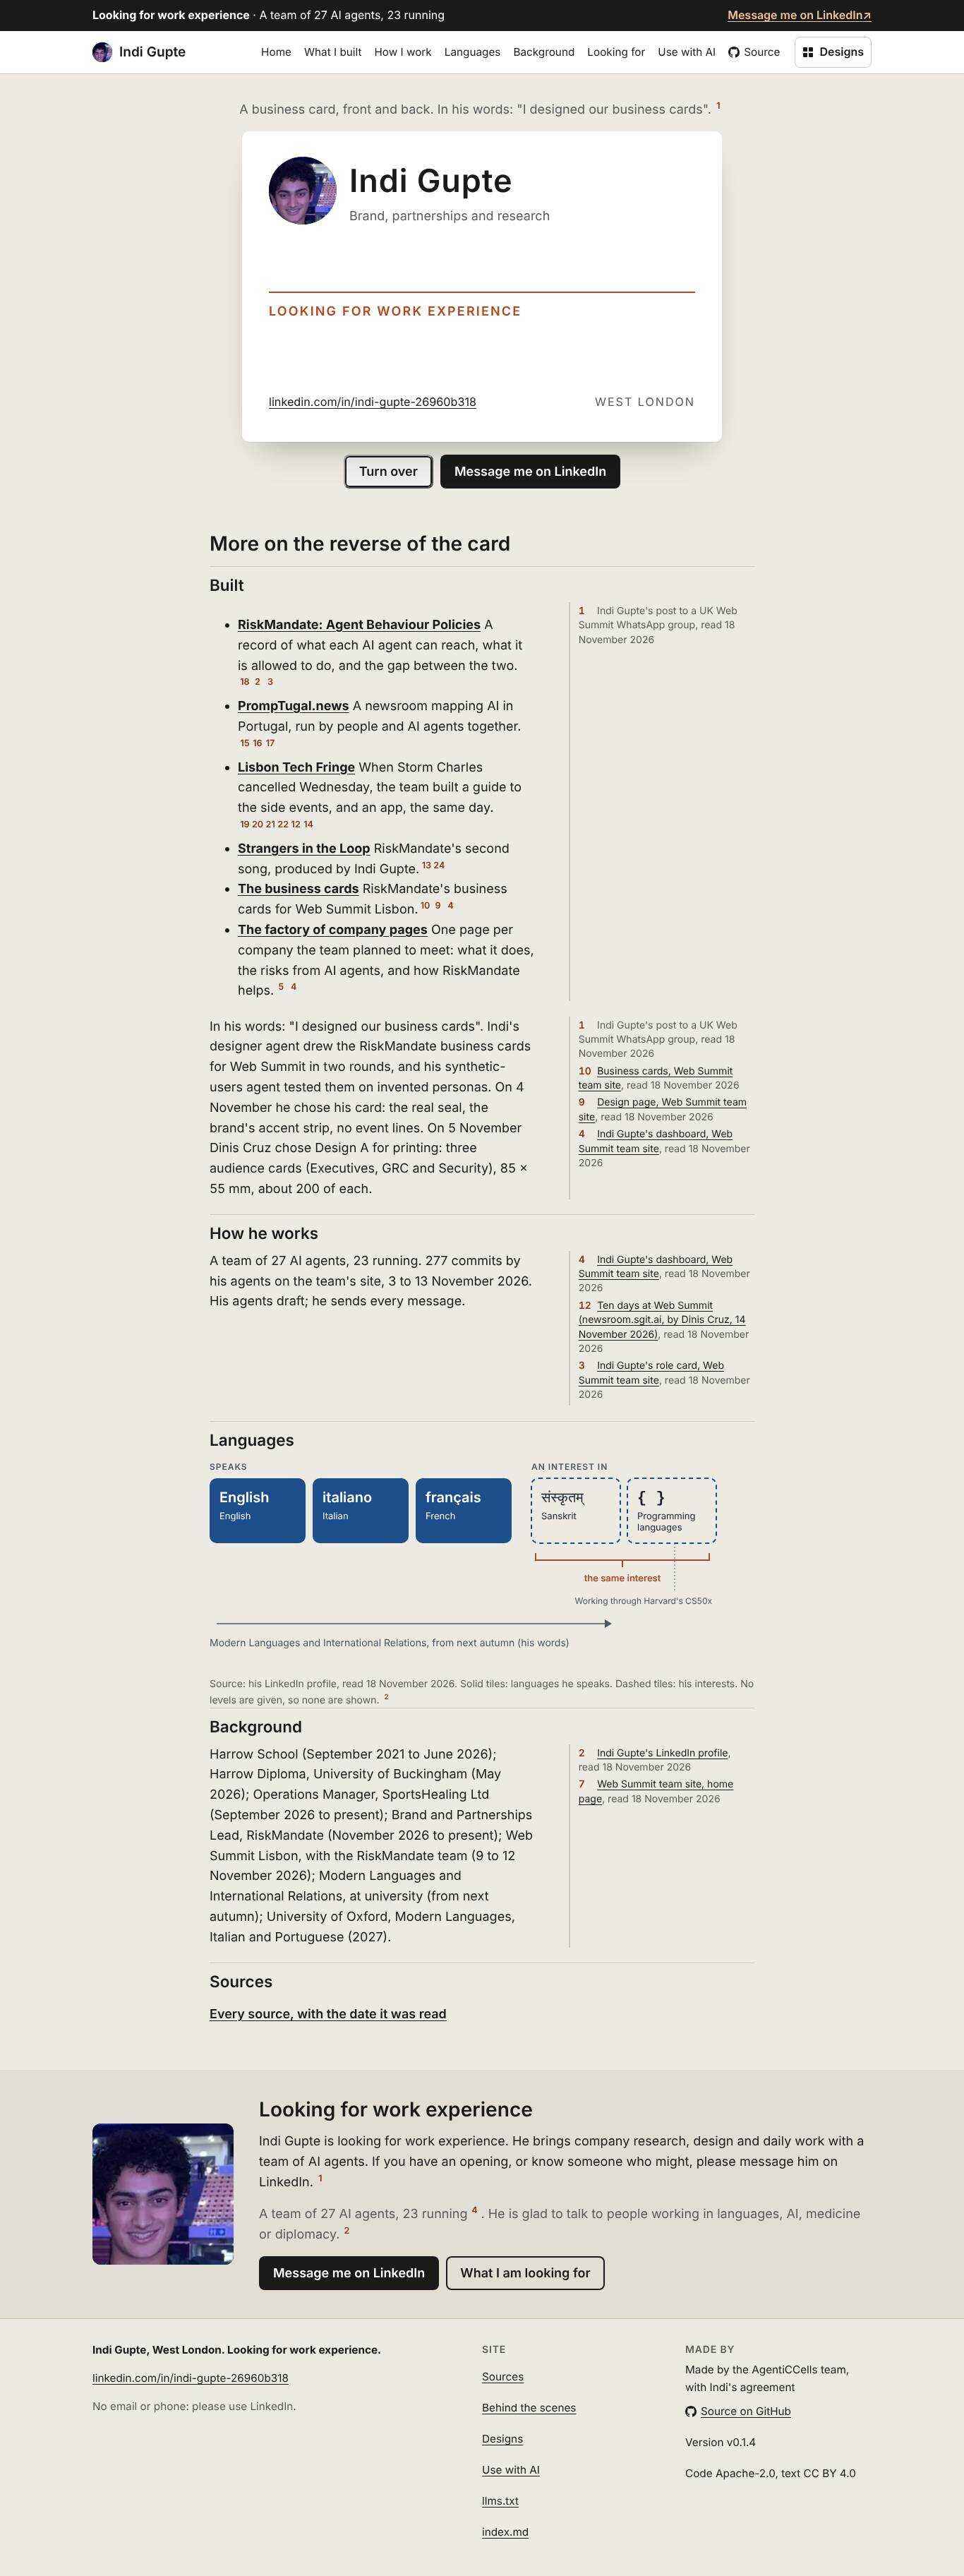 Looking for work experience · A team of 27 AI agents, 23 running
Message me on LinkedIn↗
Indi Gupte
Home What I built How I work Languages Background Looking for Use with AI Source Designs
A business card, front and back. In his words: "I designed our business cards". 1
Indi Gupte
Brand, partnerships and research
LOOKING FOR WORK EXPERIENCE
linkedin.com/in/indi-gupte-26960b318
WEST LONDON
Turn over
Message me on LinkedIn
More on the reverse of the card
Built
RiskMandate: Agent Behaviour Policies A
record of what each AI agent can reach, what it
is allowed to do, and the gap between the two.
18 2 3
PrompTugal.news A newsroom mapping AI in
Portugal, run by people and AI agents together.
15 16 17
Lisbon Tech Fringe When Storm Charles
cancelled Wednesday, the team built a guide to
the side events, and an app, the same day.
19 20 21 22 12 14
Strangers in the Loop RiskMandate's second
song, produced by Indi Gupte. 13 24
The business cards RiskMandate's business
cards for Web Summit Lisbon. 10 9 4
The factory of company pages One page per
company the team planned to meet: what it does,
the risks from AI agents, and how RiskMandate
helps. 5 4
1 Indi Gupte's post to a UK Web
Summit WhatsApp group, read 18
November 2026
In his words: "I designed our business cards". Indi's
designer agent drew the RiskMandate business cards
for Web Summit in two rounds, and his synthetic-
users agent tested them on invented personas. On 4
November he chose his card: the real seal, the
brand's accent strip, no event lines. On 5 November
Dinis Cruz chose Design A for printing: three
audience cards (Executives, GRC and Security), 85 ×
55 mm, about 200 of each.
1 Indi Gupte's post to a UK Web
Summit WhatsApp group, read 18
November 2026
10 Business cards, Web Summit
team site, read 18 November 2026
9 Design page, Web Summit team
site, read 18 November 2026
4 Indi Gupte's dashboard, Web
Summit team site, read 18 November
2026
How he works
A team of 27 AI agents, 23 running. 277 commits by
his agents on the team's site, 3 to 13 November 2026.
His agents draft; he sends every message.
4 Indi Gupte's dashboard, Web
Summit team site, read 18 November
2026
12 Ten days at Web Summit
(newsroom.sgit.ai, by Dinis Cruz, 14
November 2026), read 18 November
2026
3 Indi Gupte's role card, Web
Summit team site, read 18 November
2026
Languages
SPEAKS
English
English
italiano
Italian
français
French
AN INTEREST IN
संस्कृतम्
Sanskrit
{ }
Programming
languages
the same interest
Working through Harvard's CS50x
Modern Languages and International Relations, from next autumn (his words)
Source: his LinkedIn profile, read 18 November 2026. Solid tiles: languages he speaks. Dashed tiles: his interests. No
levels are given, so none are shown. 2
Background
Harrow School (September 2021 to June 2026);
Harrow Diploma, University of Buckingham (May
2026); Operations Manager, SportsHealing Ltd
(September 2026 to present); Brand and Partnerships
Lead, RiskMandate (November 2026 to present); Web
Summit Lisbon, with the RiskMandate team (9 to 12
November 2026); Modern Languages and
International Relations, at university (from next
autumn); University of Oxford, Modern Languages,
Italian and Portuguese (2027).
2 Indi Gupte's LinkedIn profile,
read 18 November 2026
7 Web Summit team site, home
page, read 18 November 2026
Sources
Every source, with the date it was read
Looking for work experience
Indi Gupte is looking for work experience. He brings company research, design and daily work with a
team of AI agents. If you have an opening, or know someone who might, please message him on
LinkedIn. 1
A team of 27 AI agents, 23 running 4 . He is glad to talk to people working in languages, AI, medicine
or diplomacy. 2
Message me on LinkedIn
What I am looking for
Indi Gupte, West London. Looking for work experience.
linkedin.com/in/indi-gupte-26960b318
No email or phone: please use LinkedIn.
SITE
Sources
Behind the scenes
Designs
Use with AI
llms.txt
index.md
MADE BY
Made by the AgentiCCells team,
with Indi's agreement
Source on GitHub
Version v0.1.4
Code Apache-2.0, text CC BY 4.0